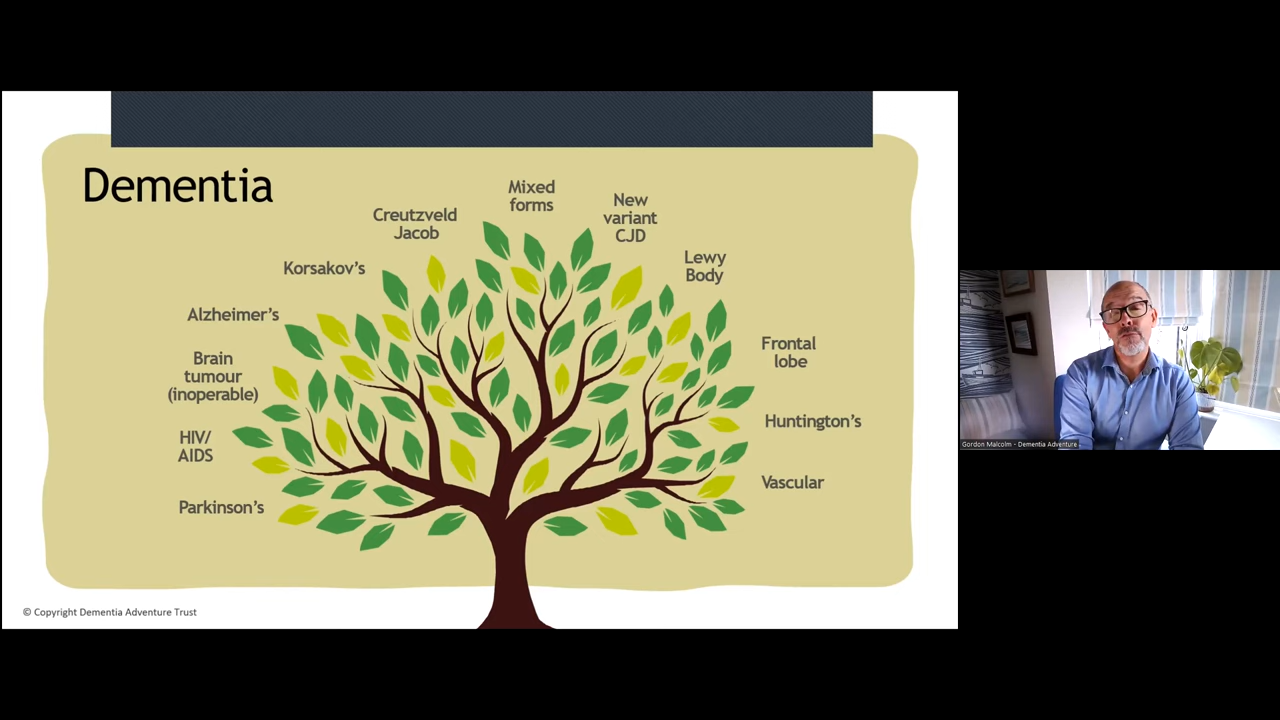 Dementia
Mixed
forms
New
variant
CJD
Creutzveld
Jacob
Lewy
Body
Korsakov's
Alzheimer's
Frontal
lobe
Brain
tumour
(inoperable)
Huntington's
HIV/
AIDS
Vascular
Parkinson's
© Copyright Dementia Adventure Trust
Gordon Malcolm - Dementia Adventure